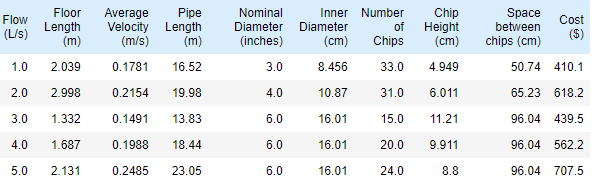 Flow (L/s) Floor Length (m) Average Velocity (m/s) Pipe Length (m) Nominal Diameter (inches) Inner Diameter (cm) Number of Chips Chip Height (cm) Space between chips (cm) Cost ($)
1.0 2.039 0.1781 16.52 3.0 8.456 33.0 4.949 50.74 410.1
2.0 2.998 0.2154 19.98 4.0 10.87 31.0 6.011 65.23 618.2
3.0 1.332 0.1491 13.83 6.0 16.01 15.0 11.21 96.04 439.5
4.0 1.687 0.1988 18.44 6.0 16.01 20.0 9.911 96.04 562.2
5.0 2.131 0.2485 23.05 6.0 16.01 24.0 8.8 96.04 707.5